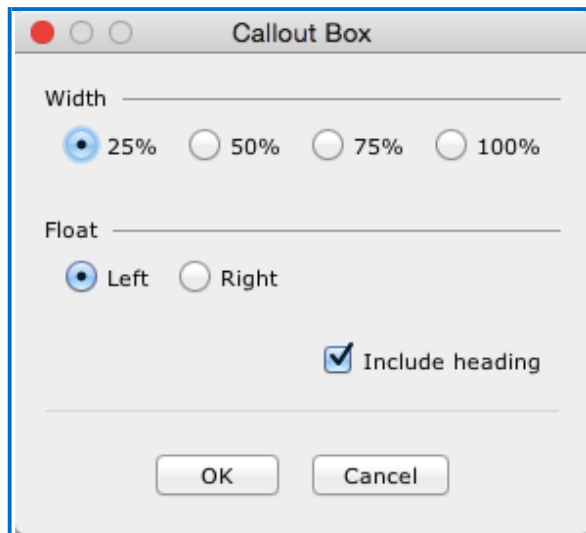 Callout Box
Width
25% 50% 75% 100%
Float
Left Right
Include heading
OK Cancel